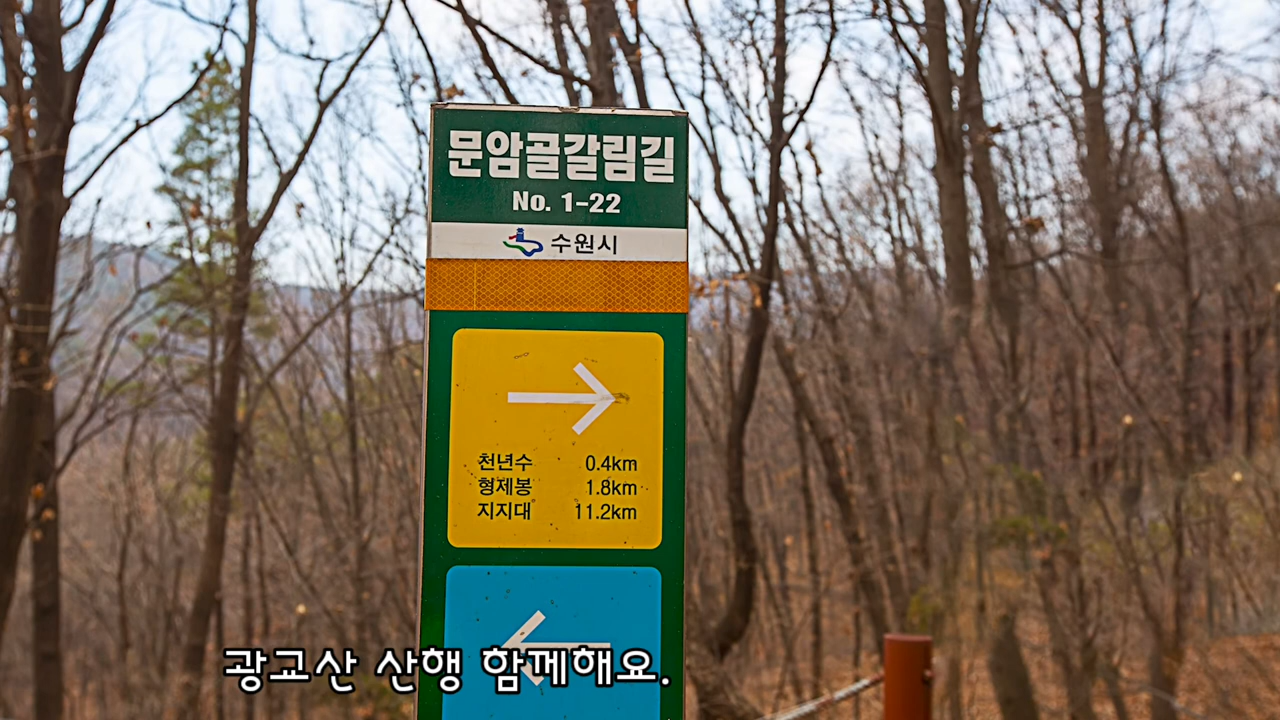 문암골갈림길
No. 1-22
수원시
천년수 0.4km
형제봉 1.8km
지지대 11.2km
광교산 산행 함께해요.